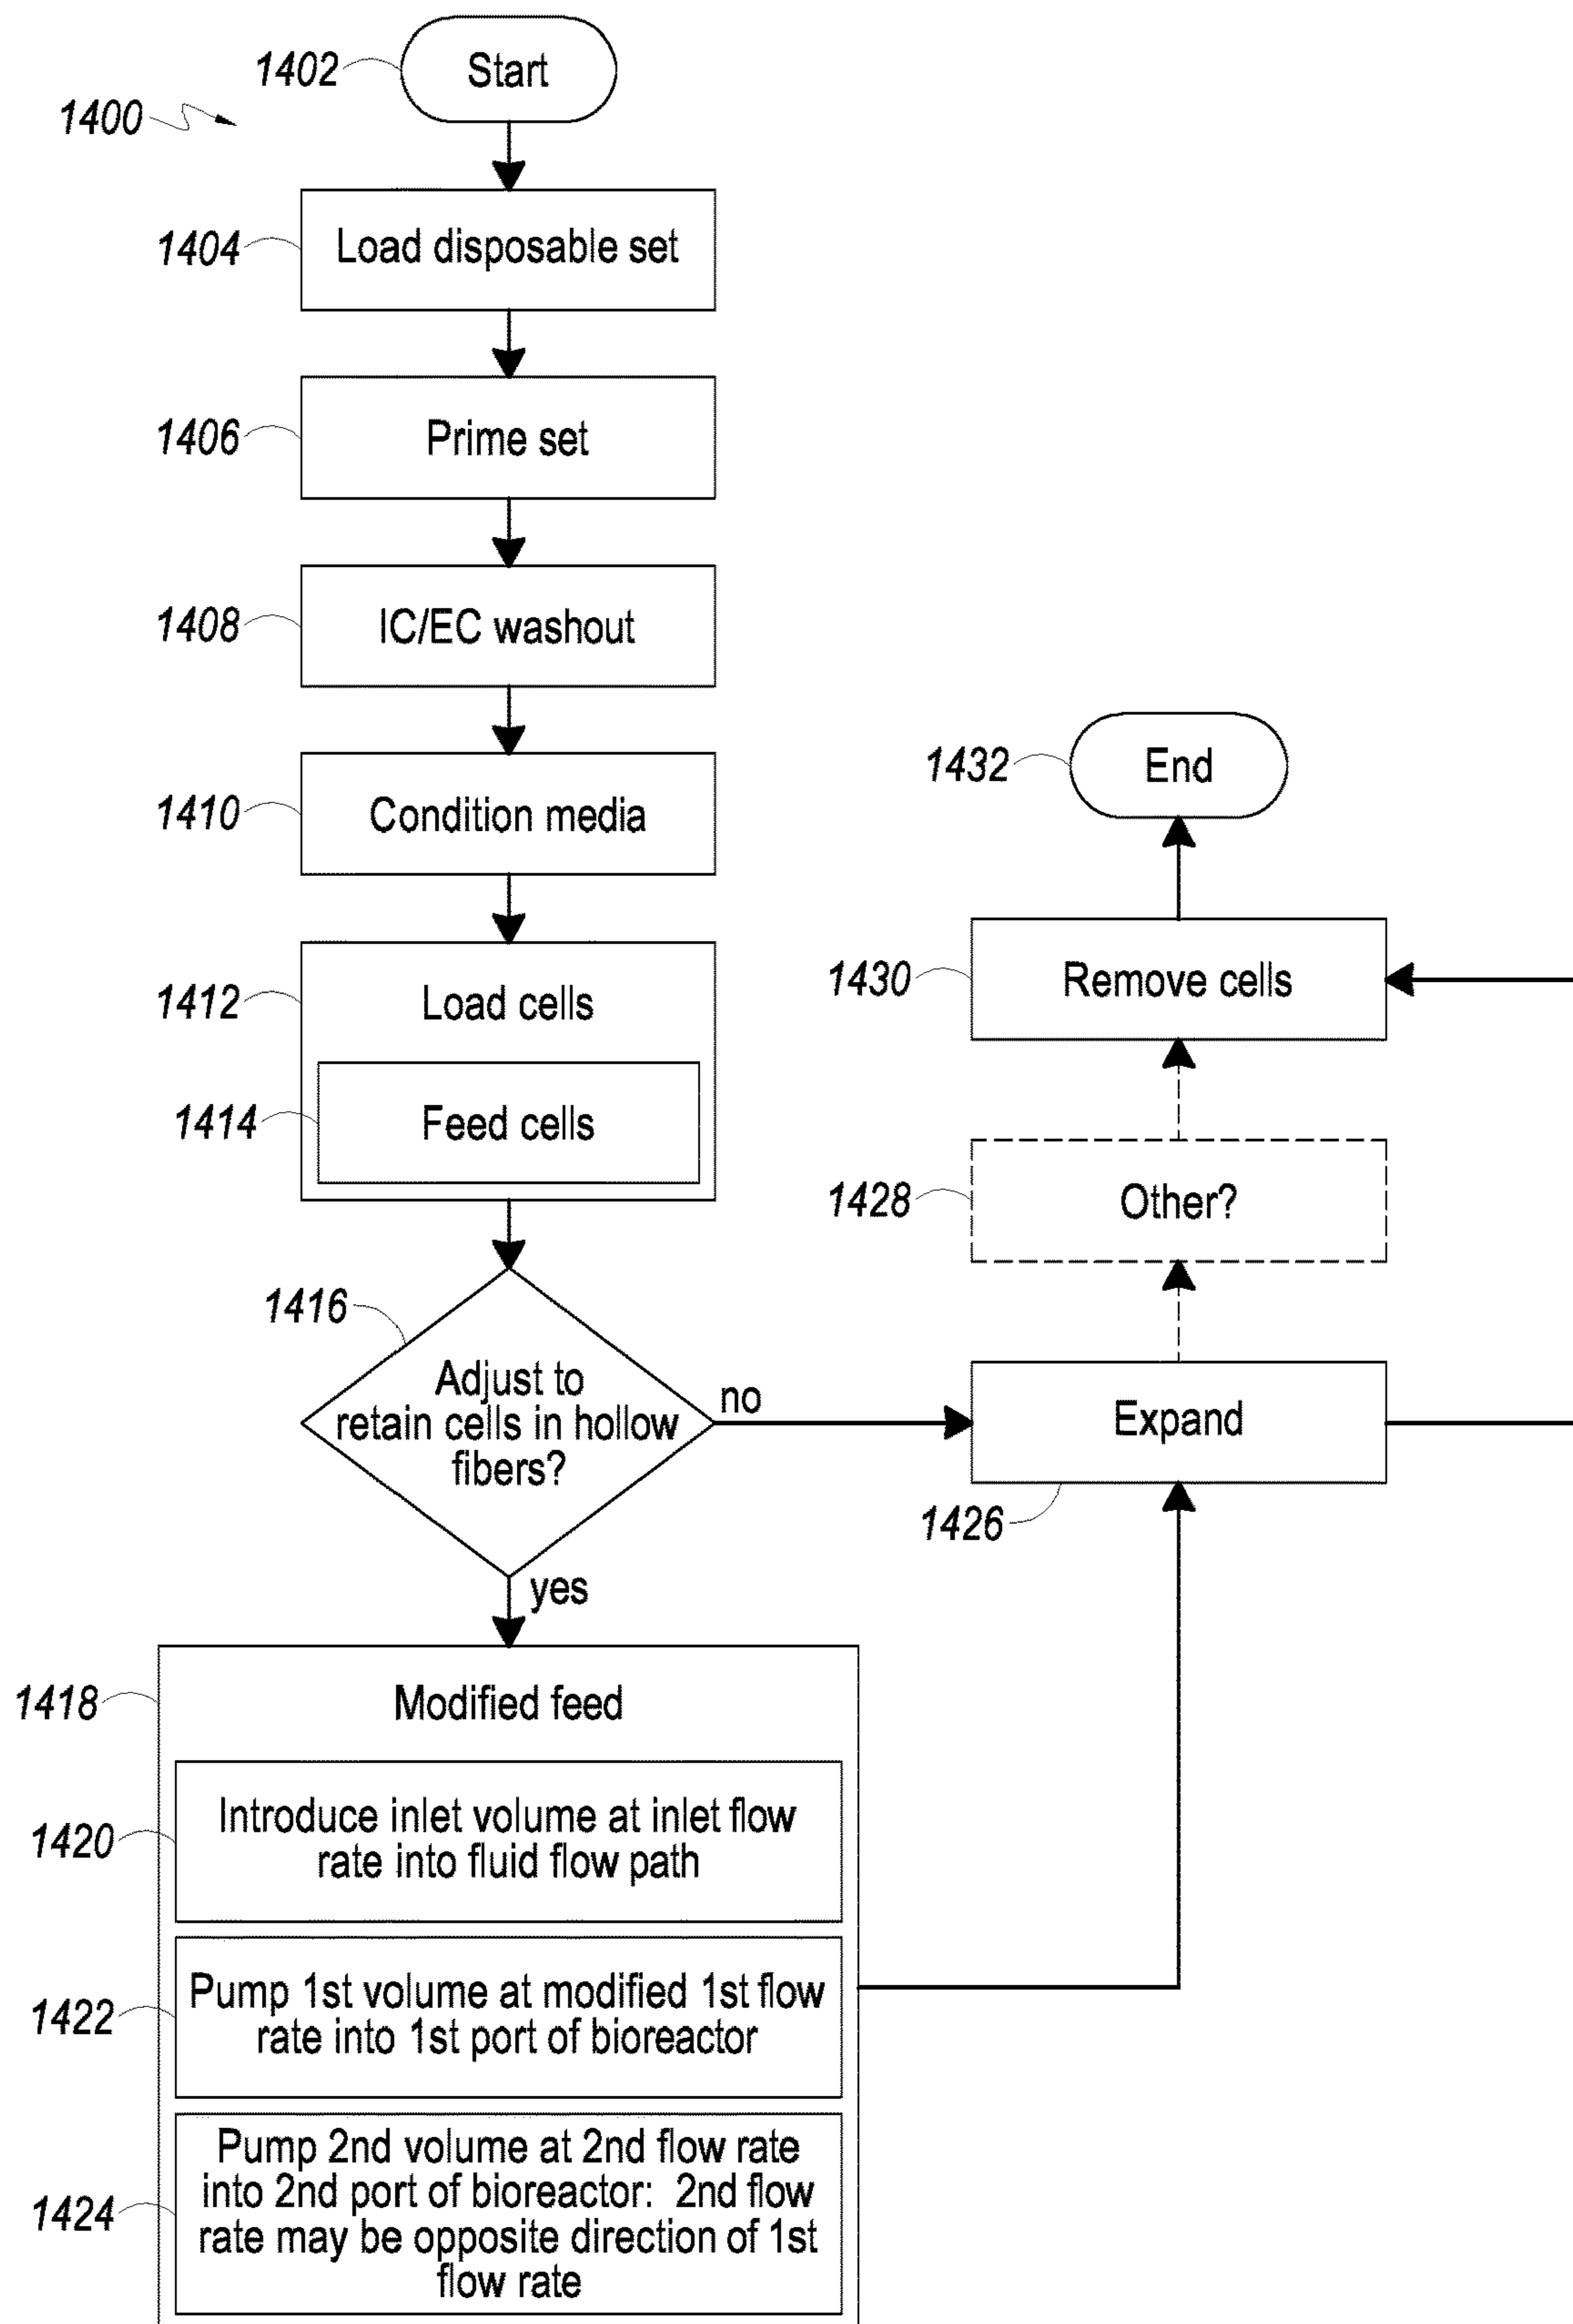 1402
Start
1400
1404
Load disposable set
1406
Prime set
1408
IC/EC washout
1410
Condition media
1412
Load cells
1414
Feed cells
1416
Adjust to
retain cells in hollow
fibers?
no
yes
1418
Modified feed
1420
Introduce inlet volume at inlet flow
rate into fluid flow path
1422
Pump 1st volume at modified 1st flow
rate into 1st port of bioreactor
1424
Pump 2nd volume at 2nd flow rate
into 2nd port of bioreactor: 2nd flow
rate may be opposite direction of 1st
flow rate
1432
End
1430
Remove cells
1428
Other?
Expand
1426